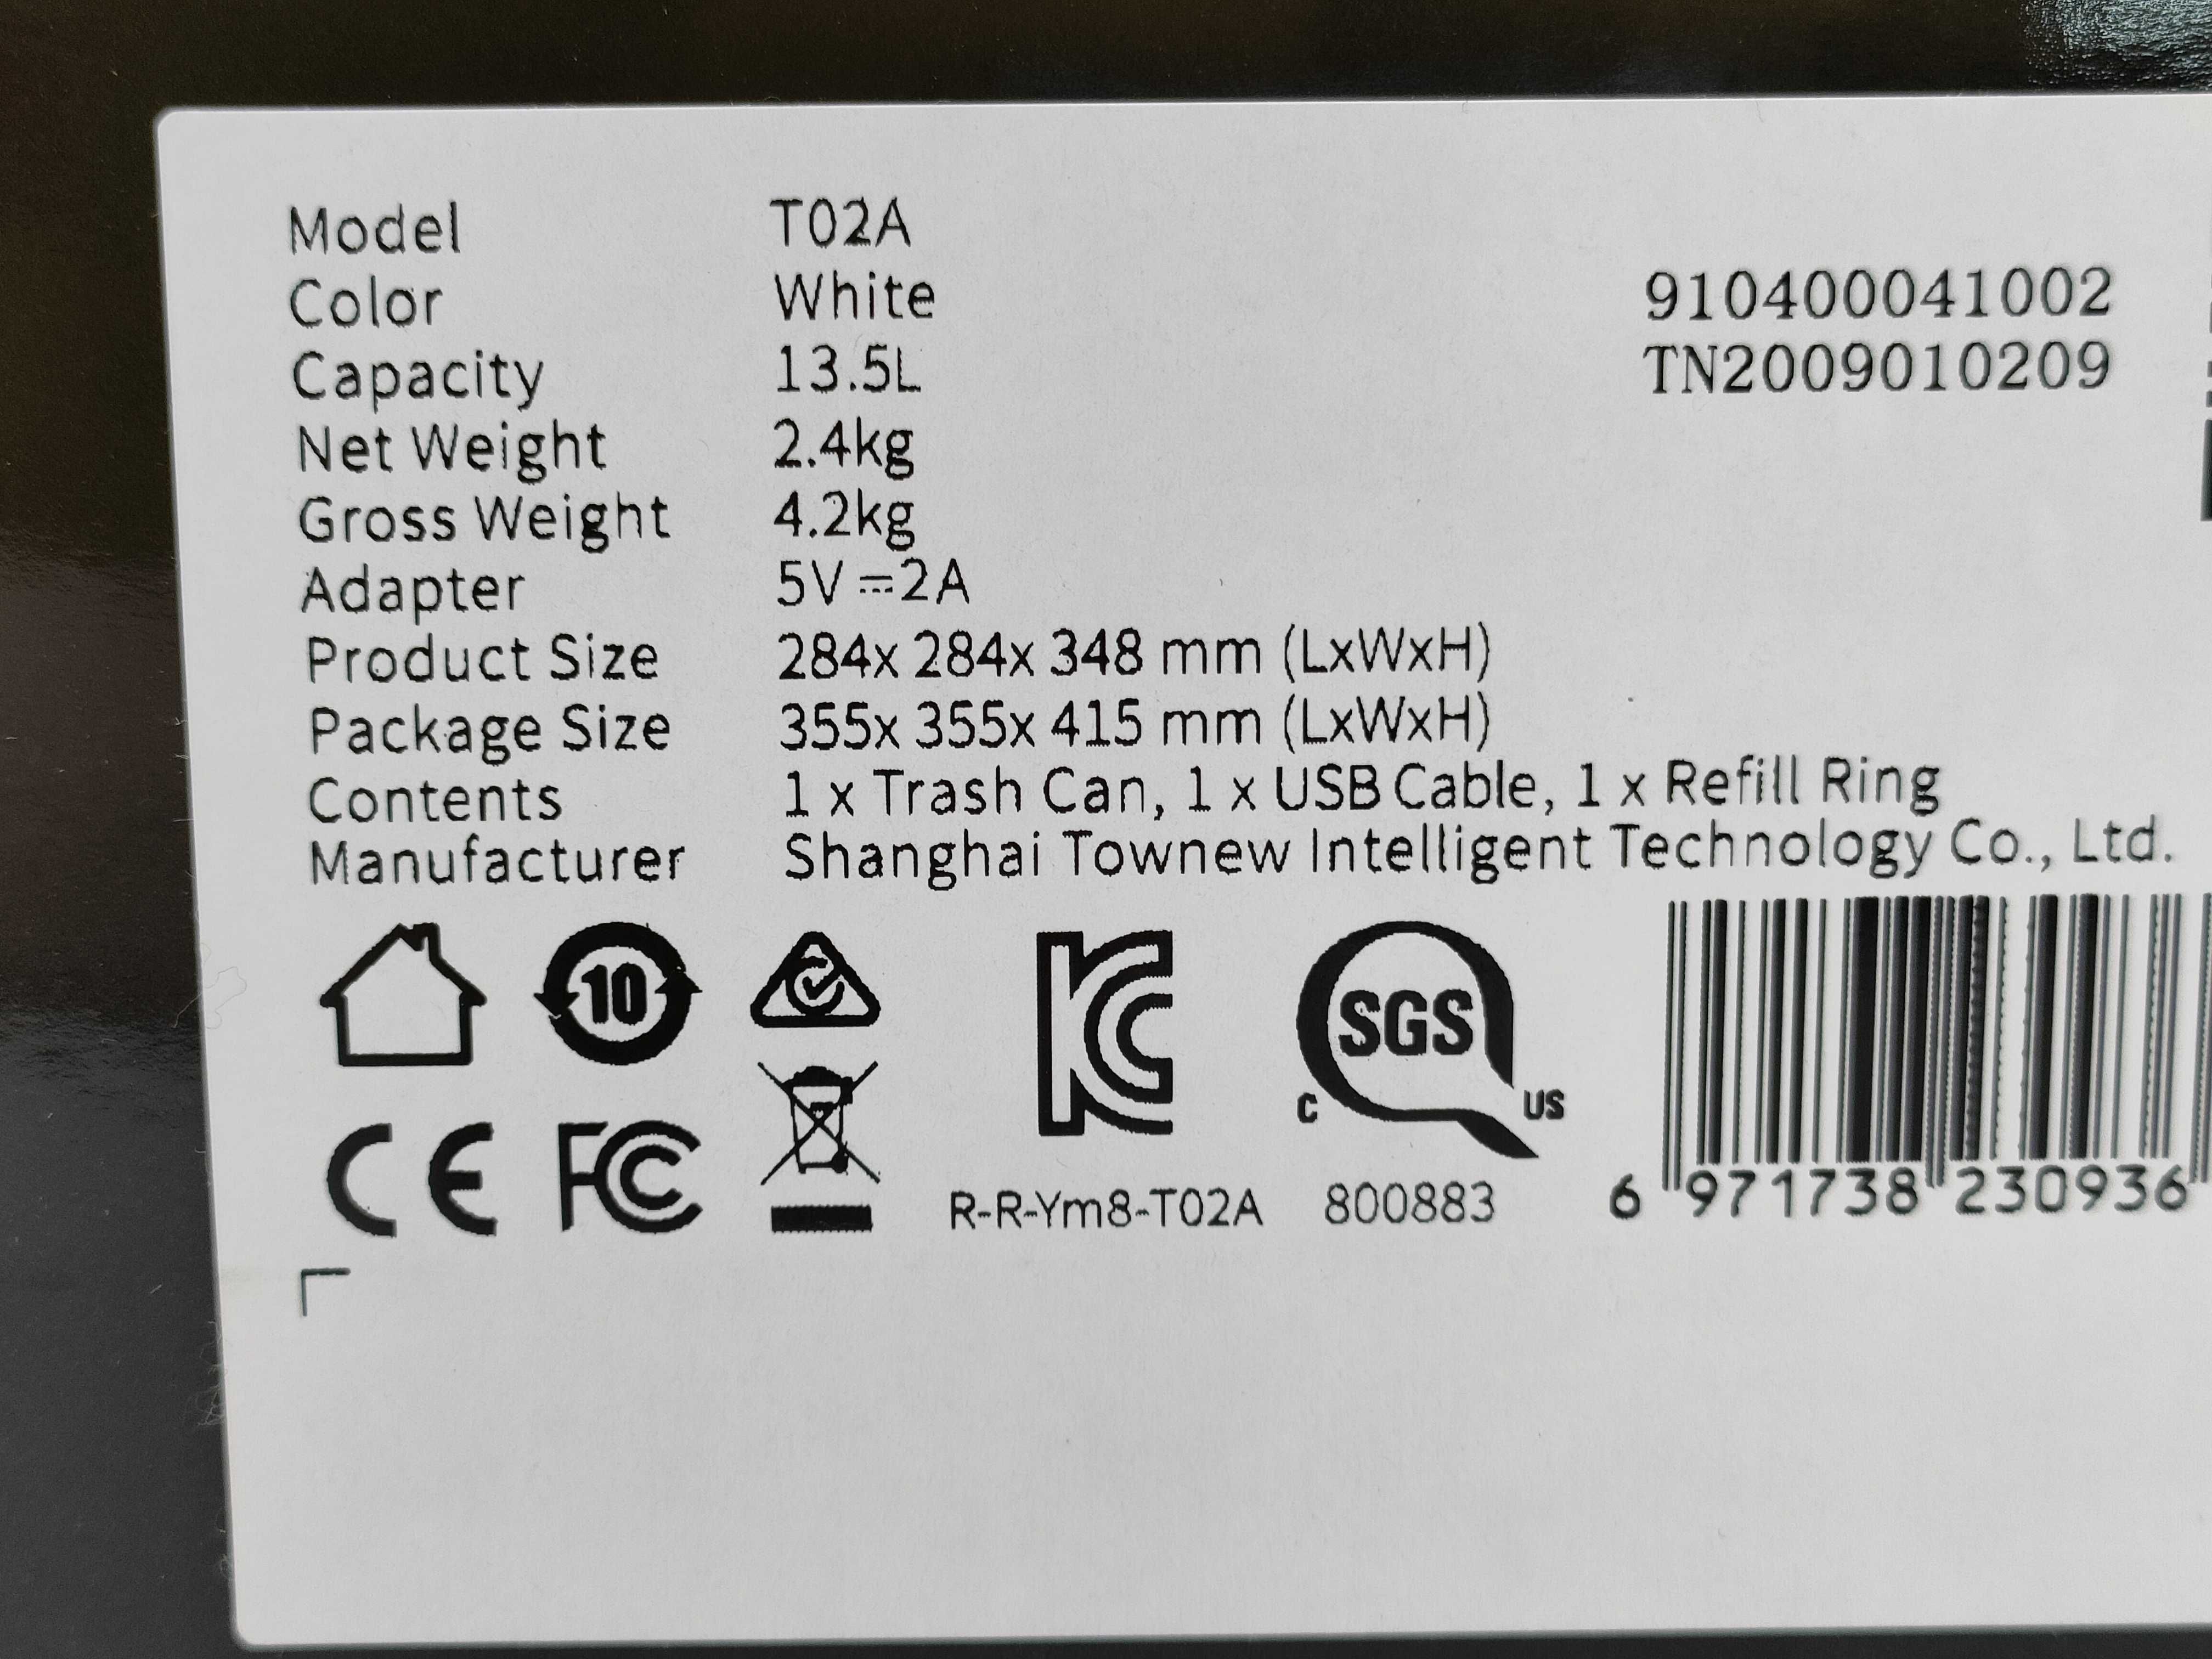 Model T02A
Color White 910400041002
Capacity 13.5L TN2009010209
Net Weight 2.4kg
Gross Weight 4.2kg
Adapter 5V⎓2A
Product Size 284x 284x 348 mm (LxWxH)
Package Size 355x 355x 415 mm (LxWxH)
Contents 1 x Trash Can, 1 x USB Cable, 1 x Refill Ring
Manufacturer Shanghai Townew Intelligent Technology Co., Ltd.
10 KC SGS
C US
CE FC
R-R-Ym8-T02A 800883 6 971738 230936